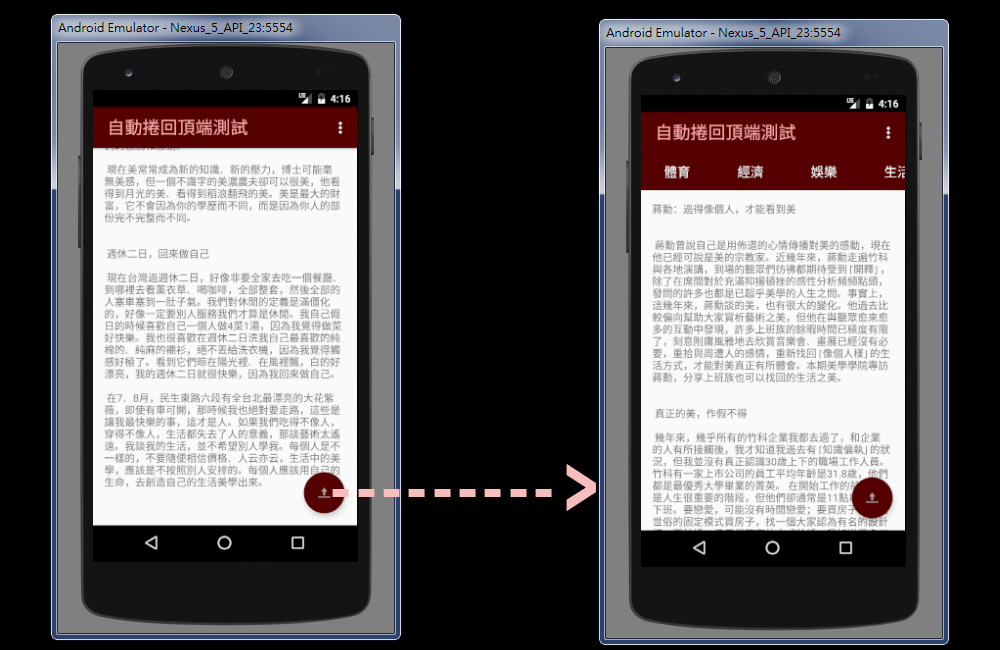 Android Emulator - Nexus_5_API_23:5554
LTE 4:16
自動捲回頂端測試
現在美常常成為新的知識、新的壓力，博士可能毫
無美感，但一個不識字的美濃農夫卻可以很美，他看
得到月光的美、看得到稻浪翻飛的美。美是最大的財
富，它不會因為你的學歷而不同，而是因為你人的部
份完不完整而不同。
週休二日，回來做自己
現在台灣過週休二日，好像非要全家去吃一個餐廳、
到哪裡去看薰衣草、喝咖啡，全部整套，然後全部的
人塞車塞到一肚子氣。我們對休閒的定義是滿僵化
的，好像一定要別人服務我們才算是休閒。我自己假
日的時候喜歡自己一個人做4菜1湯，因為我覺得做菜
好快樂。我也很喜歡在週休二日洗我自己最喜歡的純
棉的、純麻的襯衫，絕不丟給洗衣機，因為我覺得觸
感好極了。看到它們晾在陽光裡、在風裡飄，白的好
漂亮，我的週休二日就很快樂，因為我回來做自己。
在7、8月，民生東路六段有全台北最漂亮的大花紫
薇，即使有車可開，那時候我也絕對要走路，這些是
讓我最快樂的事，這才是人。如果我們吃得不像人，
穿得不像人，生活都失去了人的意義，那談藝術太遙
遠。我談我的生活，並不希望別人學我。每個人是不
一樣的，不要隨便相信價格、人云亦云，生活中的美
學，應該是不按照別人安排的。每個人應該用自己的
生命，去創造自己的生活美學出來。
Android Emulator - Nexus_5_API_23:5554
LTE 4:16
自動捲回頂端測試
體育 經濟 娛樂 生活
蔣勳：過得像個人，才能看到美
蔣勳曾說自己是用佈道的心情傳播對美的感動，現在
他已經可說是美的宗教家。近幾年來，蔣勳走遍竹科
與各地演講，到場的聽眾們彷彿都期待受到「開釋」，
除了在席間對於充滿抑揚頓挫的感性分析頻頻點頭，
發問的許多也都是已超乎美學的人生之問。事實上，
這幾年來，蔣勳談的美，也有很大的變化。他過去比
較偏向幫助大家賞析藝術之美，但他在與聽眾愈來愈
多的互動中發現，許多上班族的餘暇時間已極度有限
了，刻意附庸風雅地去欣賞音樂會、畫展已經沒有必
要，重拾與周遭人的感情，重新找回「像個人樣」的生
活方式，才能對美真正有所體會。本期美學學院專訪
蔣勳，分享上班族也可以找回的生活之美。
真正的美，作假不得
幾年來，幾乎所有的竹科企業我都去過了，和企業
的人有所接觸後，我才知道我過去有「知識偏執」的狀
況，但我並沒有真正認識30歲上下的職場工作人員。
竹科有一家上市公司的員工平均年齡是31.8歲，他們
都是最優秀大學畢業的菁英。 在開始工作的前
是人生很重要的階段，但他們卻通常是11點
下班。要戀愛，可能沒有時間戀愛；要買房子
世俗的固定模式買房子，找一個大家認為有名的設計